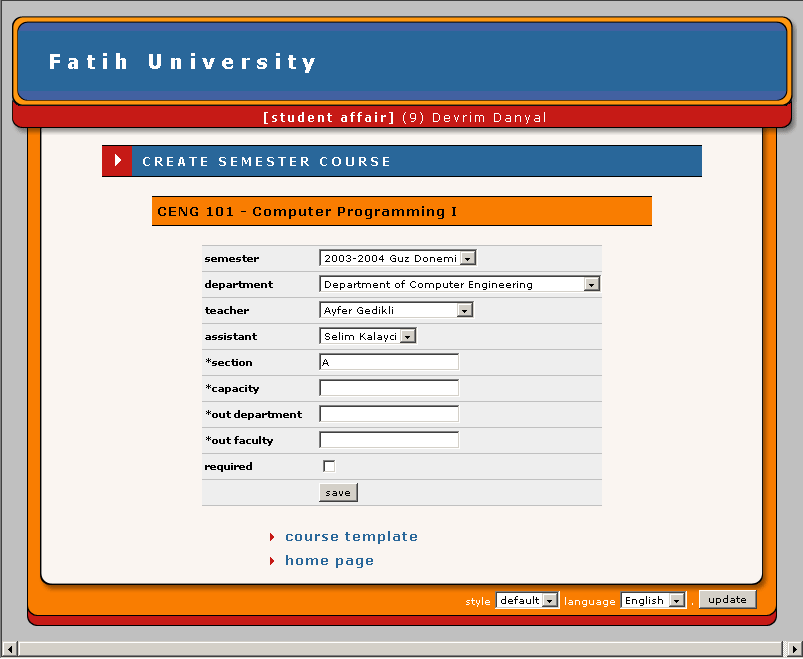 Fatih University
[student affair] (9) Devrim Danyal
CREATE SEMESTER COURSE
CENG 101 - Computer Programming I
semester 2003-2004 Guz Donemi
department Department of Computer Engineering
teacher Ayfer Gedikli
assistant Selim Kalayci
*section A
*capacity
*out department
*out faculty
required
save
course template
home page
style default language English . update